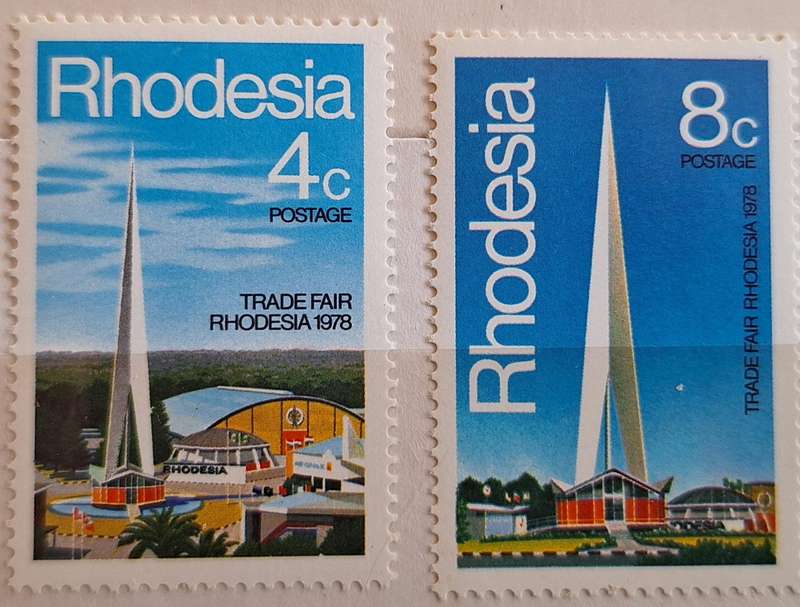 Rhodesia
4c
POSTAGE
TRADE FAIR
RHODESIA 1978
RHODESIA
Rhodesia
8c
POSTAGE
TRADE FAIR RHODESIA 1978